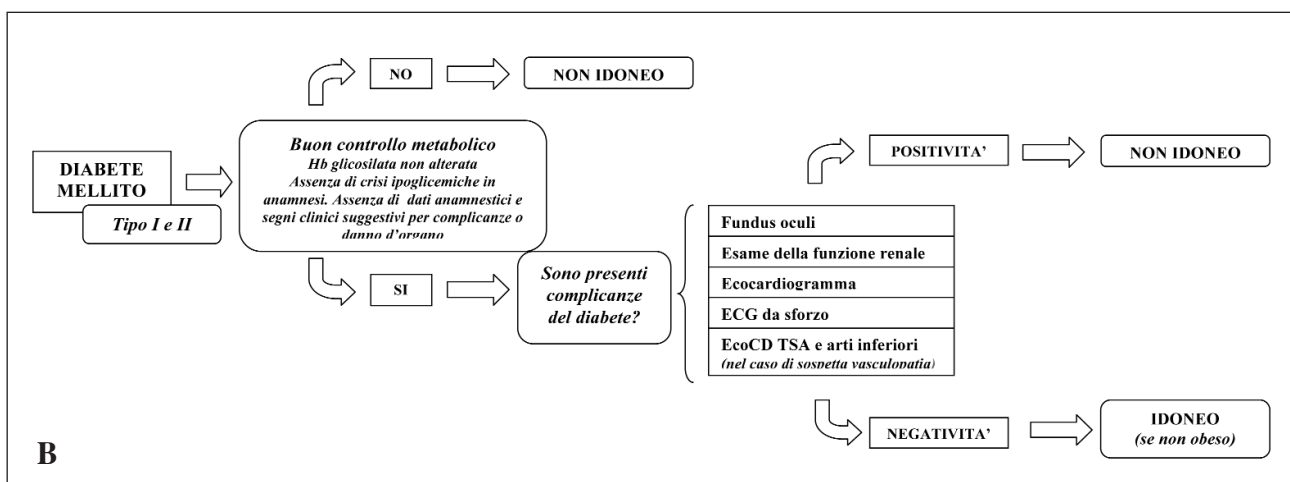 NO
NON IDONEO
DIABETE
MELLITO
Tipo I e II
Buon controllo metabolico
Hb glicosilata non alterata
Assenza di crisi ipoglicemiche in
anamnesi. Assenza di dati anamnestici e
segni clinici suggestivi per complicanze o
danno d'organo
SI
Sono presenti
complicanze
del diabete?
POSITIVITA'
NON IDONEO
Fundus oculi
Esame della funzione renale
Ecocardiogramma
ECG da sforzo
EcoCD TSA e arti inferiori
(nel caso di sospetta vasculopatia)
NEGATIVITA'
IDONEO
(se non obeso)
B